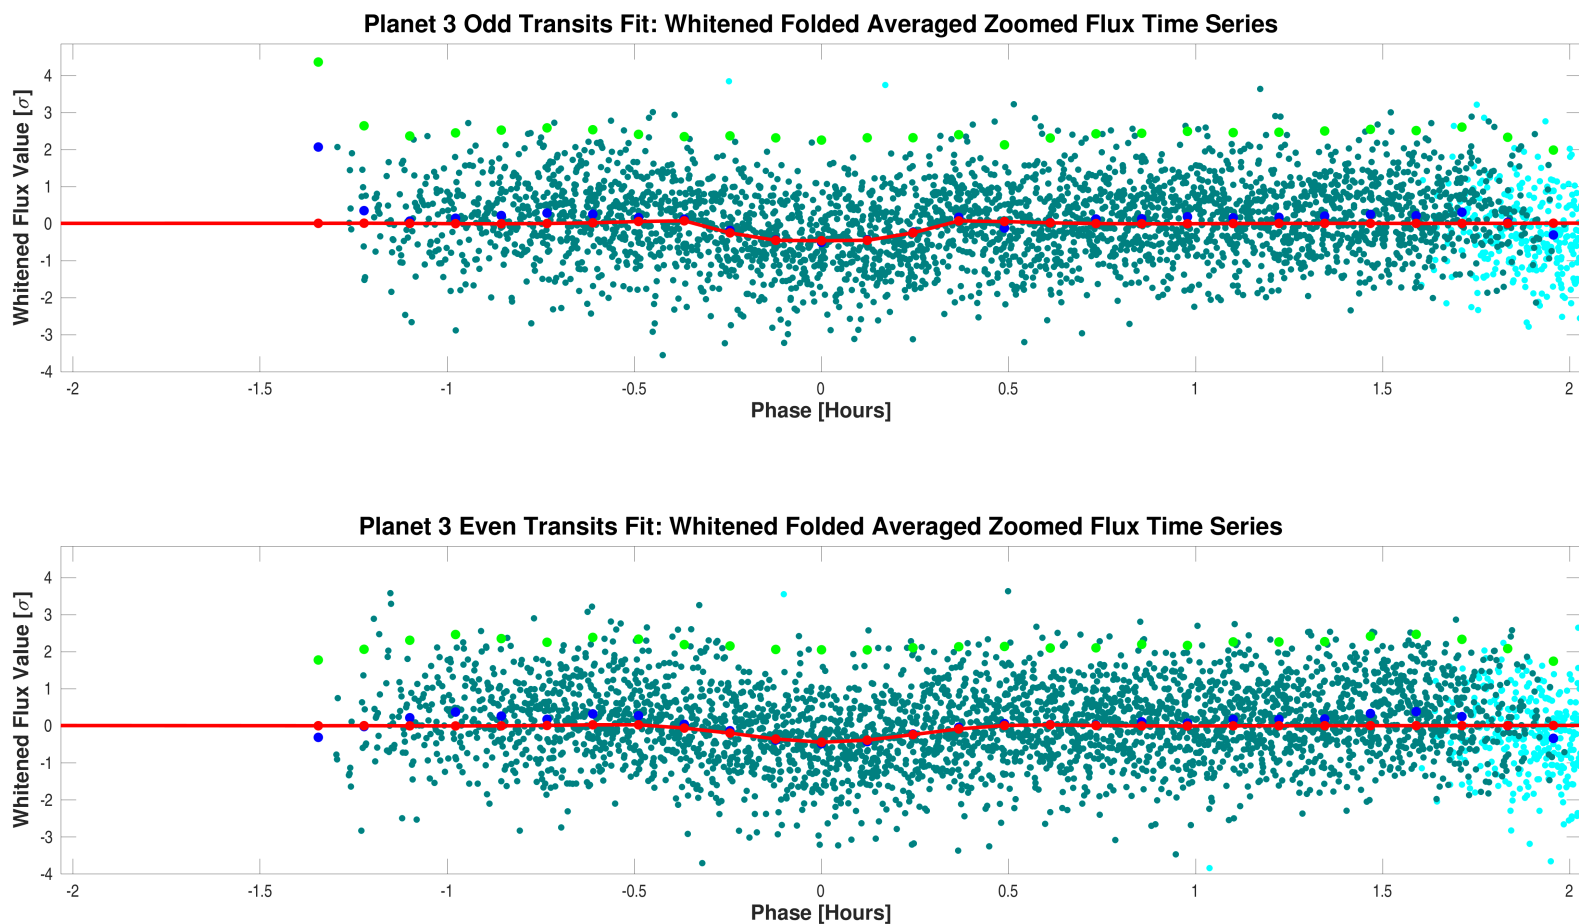 Planet 3 Odd Transits Fit: Whitened Folded Averaged Zoomed Flux Time Series
Whitened Flux Value [σ]
4
3
2
1
0
-1
-2
-3
-4
-2 -1.5 -1 -0.5 0 0.5 1 1.5 2
Phase [Hours]
Planet 3 Even Transits Fit: Whitened Folded Averaged Zoomed Flux Time Series
Whitened Flux Value [σ]
4
3
2
1
0
-1
-2
-3
-4
-2 -1.5 -1 -0.5 0 0.5 1 1.5 2
Phase [Hours]